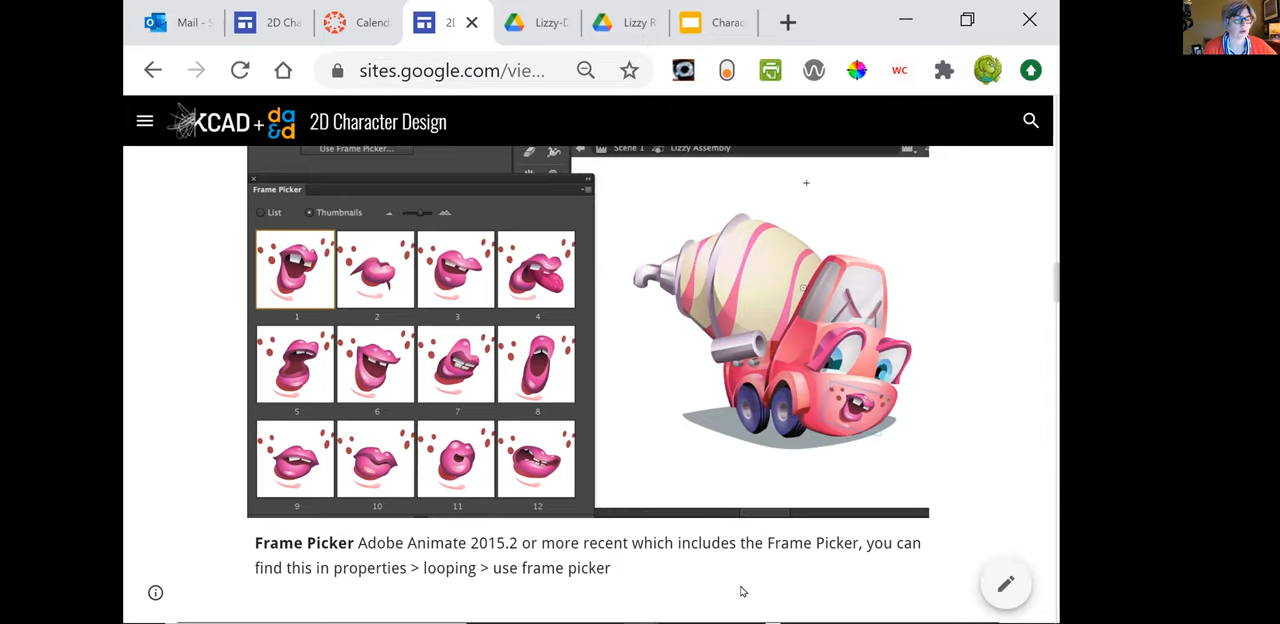 Mail - S
2D Cha
Calend
2D
Lizzy-D
Lizzy R
Charac
sites.google.com/vie...
WC
KCAD + da&d
2D Character Design
Use Frame Picker...
Scene 1
Lizzy Assembly
Frame Picker
List
Thumbnails
1
2
3
4
5
6
7
8
9
10
11
12
Frame Picker Adobe Animate 2015.2 or more recent which includes the Frame Picker, you can
find this in properties > looping > use frame picker